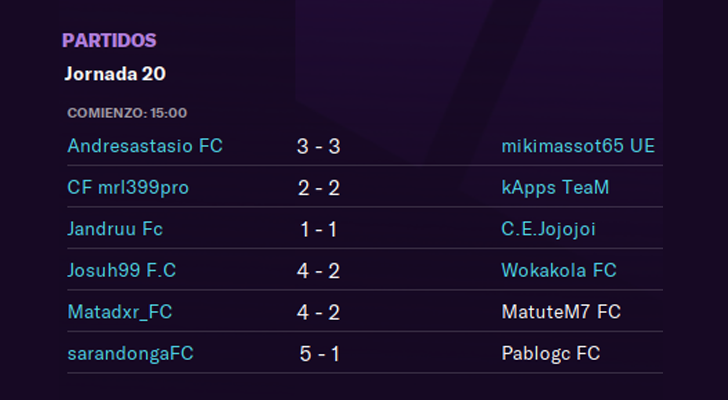 PARTIDOS
Jornada 20
COMIENZO: 15:00
Andresastasio FC 3 - 3 mikimassot65 UE
CF mrl399pro 2 - 2 kApps TeaM
Jandruu Fc 1 - 1 C.E.Jojojoi
Josuh99 F.C 4 - 2 Wokakola FC
Matadxr_FC 4 - 2 MatuteM7 FC
sarandongaFC 5 - 1 Pablogc FC